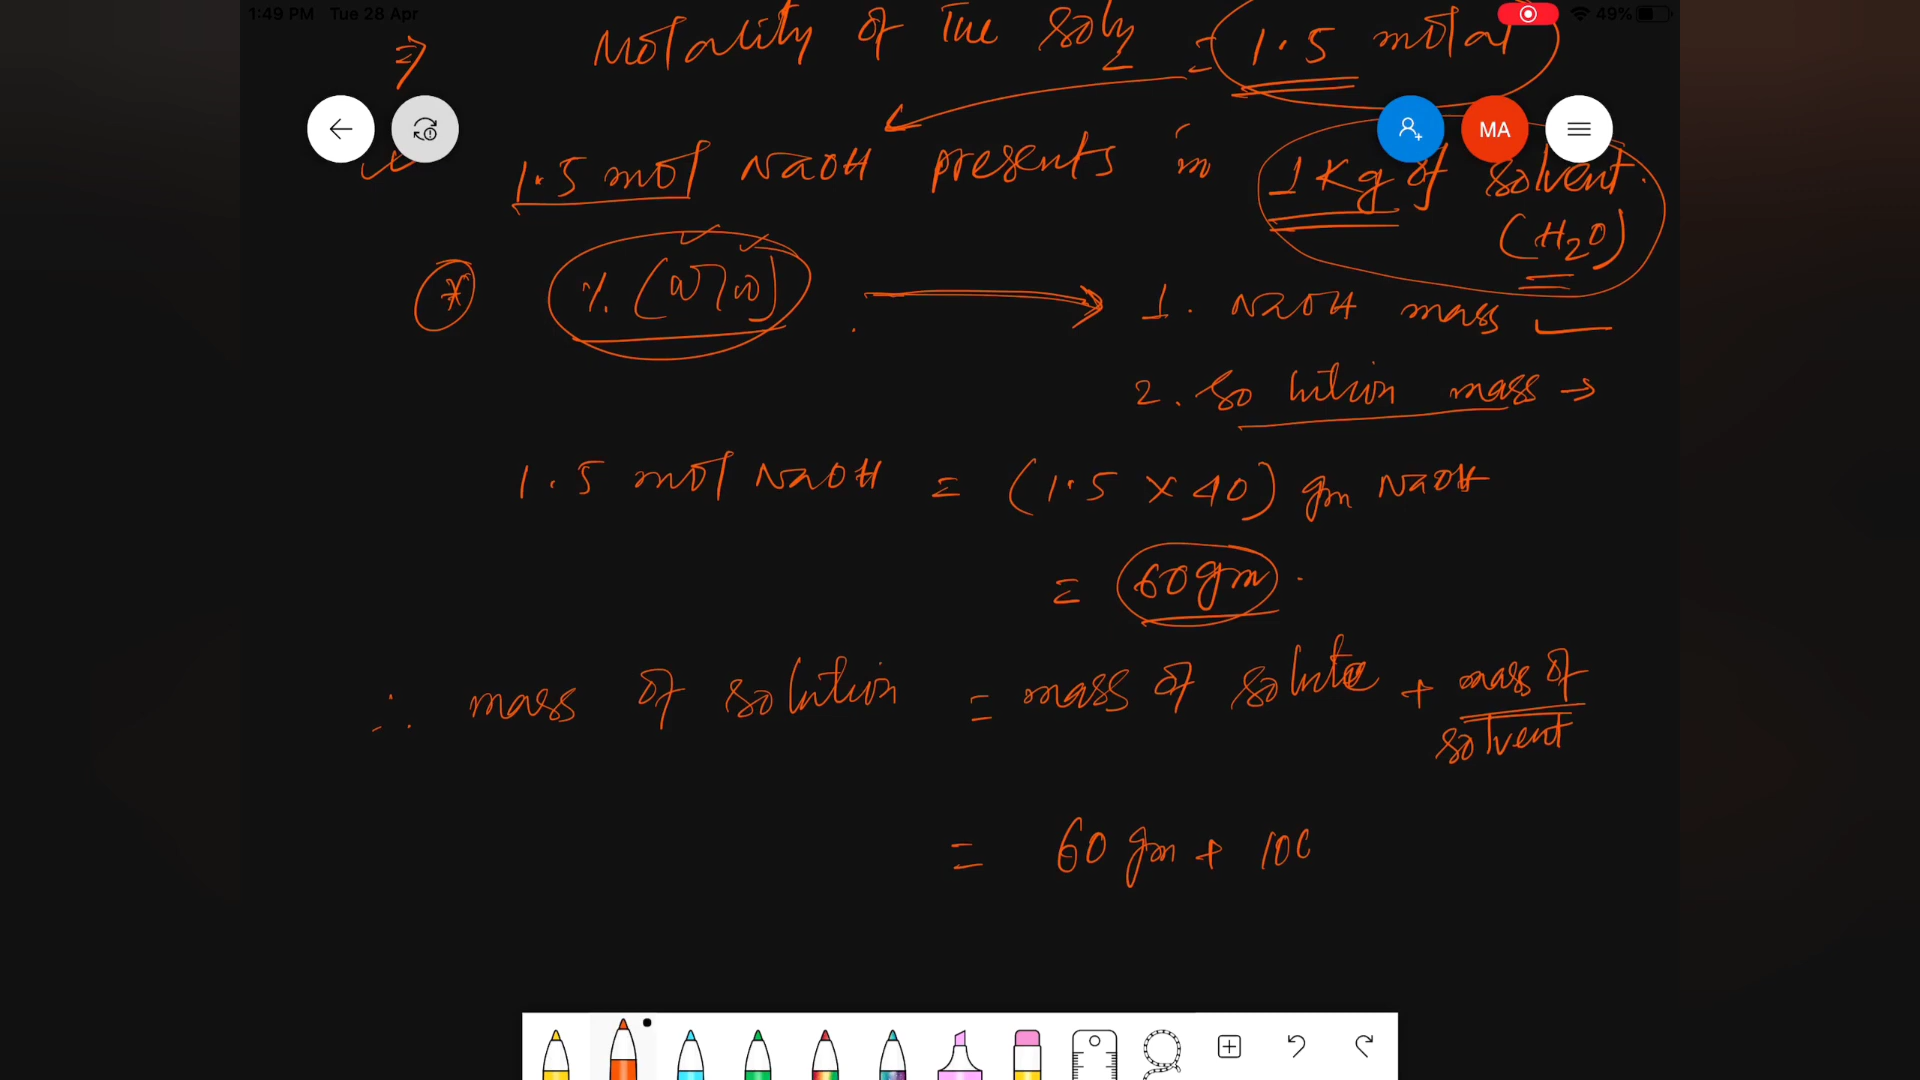 1:49 PM Tue 28 Apr 49%
⇒ Molality of the solⁿ = 1.5 molal
MA
1.5 mol NaOH presents in 1 Kg of solvent.
(H2O)
* % (w/w) → 1. NaOH mass
2. Solution mass →
1.5 mol NaOH = (1.5 × 40) gm NaOH
= 60 gm.
∴ mass of solution = mass of solute + mass of
solvent
= 60 gm + 100